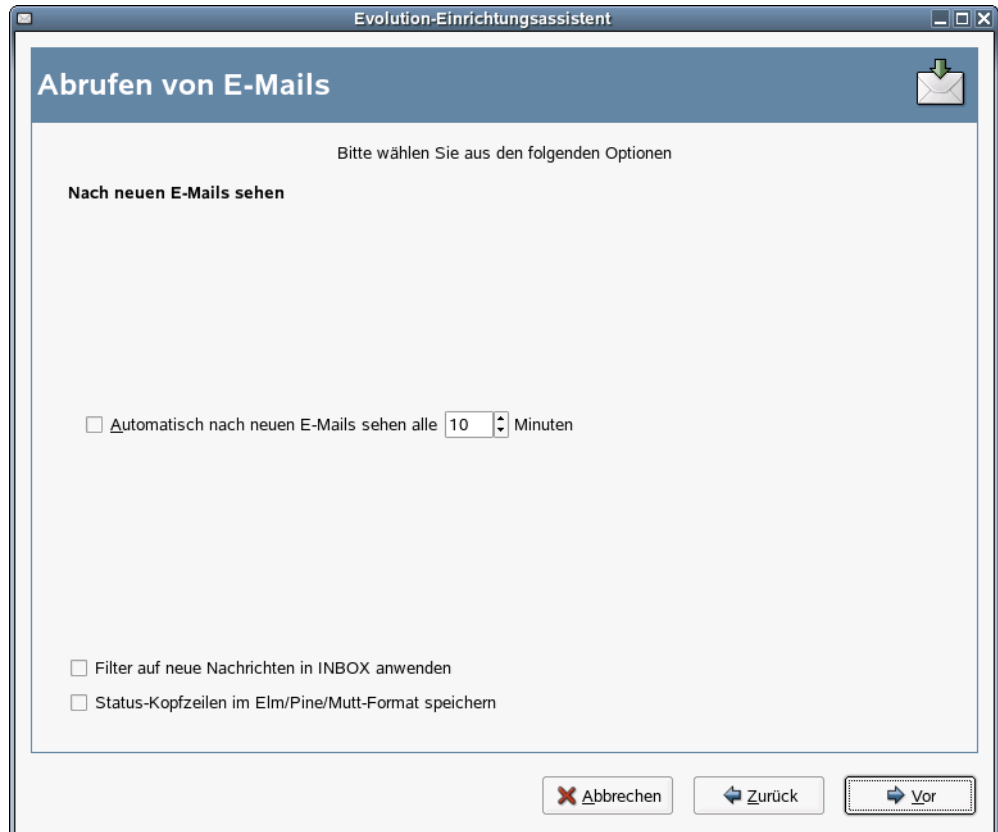 Evolution-Einrichtungsassistent
Abrufen von E-Mails
Bitte wählen Sie aus den folgenden Optionen
Nach neuen E-Mails sehen
Automatisch nach neuen E-Mails sehen alle 10 Minuten
Filter auf neue Nachrichten in INBOX anwenden
Status-Kopfzeilen im Elm/Pine/Mutt-Format speichern
Abbrechen Zurück Vor